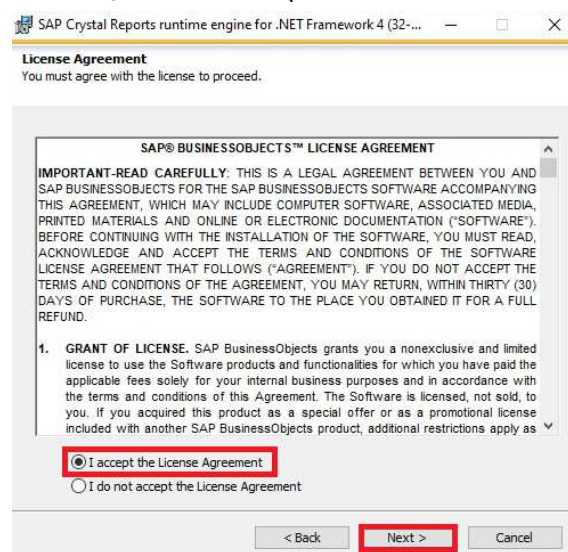 SAP Crystal Reports runtime engine for .NET Framework 4 (32-...
License Agreement
You must agree with the license to proceed.
SAP® BUSINESSOBJECTS™ LICENSE AGREEMENT
IMPORTANT-READ CAREFULLY: THIS IS A LEGAL AGREEMENT BETWEEN YOU AND
SAP BUSINESSOBJECTS FOR THE SAP BUSINESSOBJECTS SOFTWARE ACCOMPANYING
THIS AGREEMENT, WHICH MAY INCLUDE COMPUTER SOFTWARE, ASSOCIATED MEDIA,
PRINTED MATERIALS AND ONLINE OR ELECTRONIC DOCUMENTATION ("SOFTWARE").
BEFORE CONTINUING WITH THE INSTALLATION OF THE SOFTWARE, YOU MUST READ,
ACKNOWLEDGE AND ACCEPT THE TERMS AND CONDITIONS OF THE SOFTWARE
LICENSE AGREEMENT THAT FOLLOWS ("AGREEMENT"). IF YOU DO NOT ACCEPT THE
TERMS AND CONDITIONS OF THE AGREEMENT, YOU MAY RETURN, WITHIN THIRTY (30)
DAYS OF PURCHASE, THE SOFTWARE TO THE PLACE YOU OBTAINED IT FOR A FULL
REFUND.
1. GRANT OF LICENSE. SAP BusinessObjects grants you a nonexclusive and limited
license to use the Software products and functionalities for which you have paid the
applicable fees solely for your internal business purposes and in accordance with
the terms and conditions of this Agreement. The Software is licensed, not sold, to
you. If you acquired this product as a special offer or as a promotional license
included with another SAP BusinessObjects product, additional restrictions apply as
I accept the License Agreement
I do not accept the License Agreement
< Back Next > Cancel